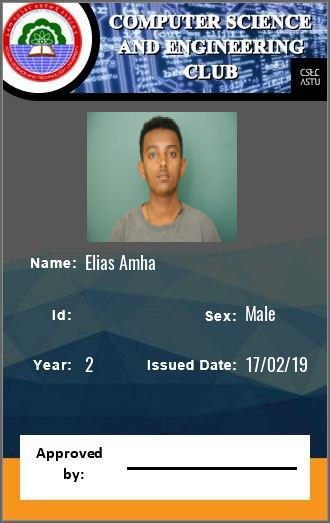 COMPUTER SCIENCE
AND ENGINEERING
CLUB
CSEC
ASTU
Name: Elias Amha
Id: Sex: Male
Year: 2 Issued Date: 17/02/19
Approved
by: